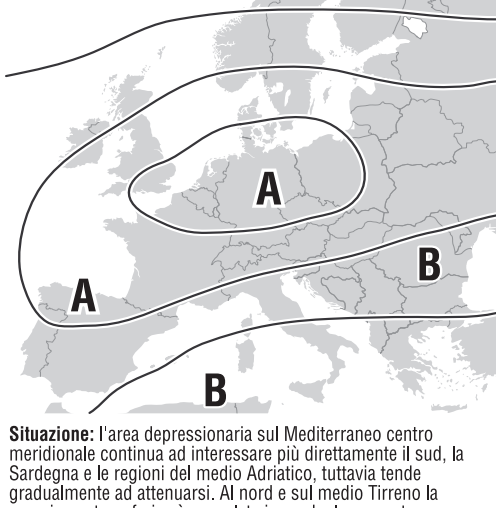 A
A
B
B
Situazione: l'area depressionaria sul Mediterraneo centro
meridionale continua ad interessare più direttamente il sud, la
Sardegna e le regioni del medio Adriatico, tuttavia tende
gradualmente ad attenuarsi. Al nord e sul medio Tirreno la